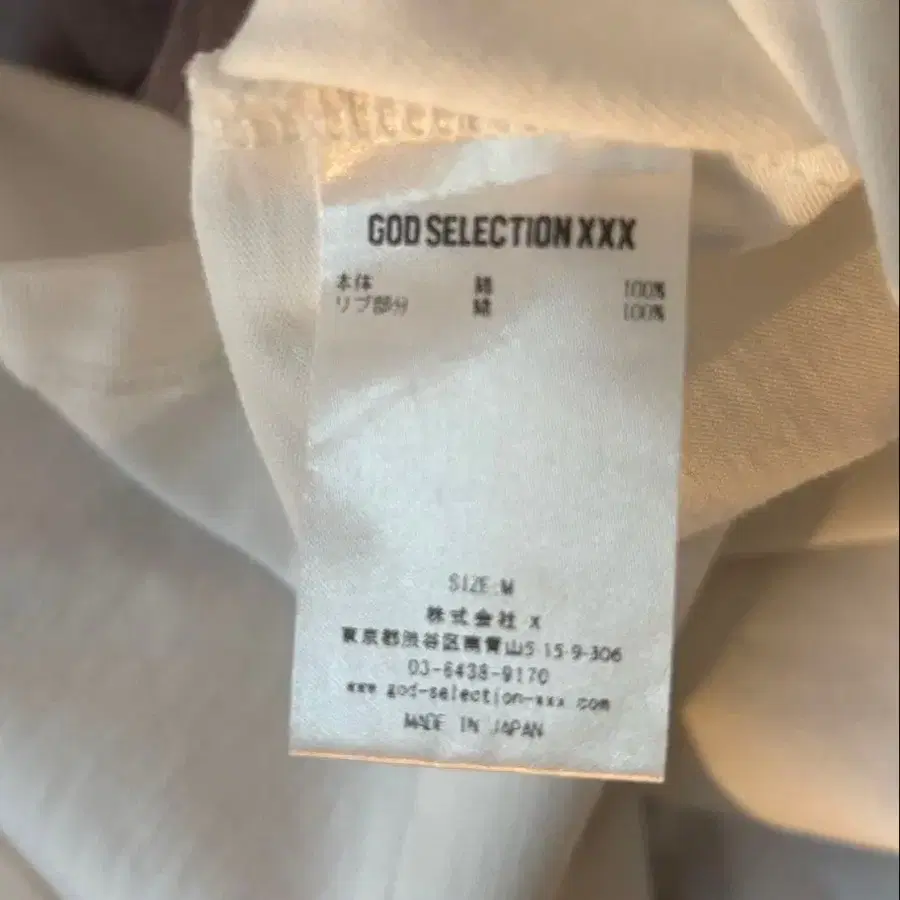 GOD SELECTION XXX
本体 綿 100%
リブ部分 綿 100%
SIZE:M
株式会社 X
東京都渋谷区南青山5-15-9-306
03-6438-9170
www.god-selection-xxx.com
MADE IN JAPAN